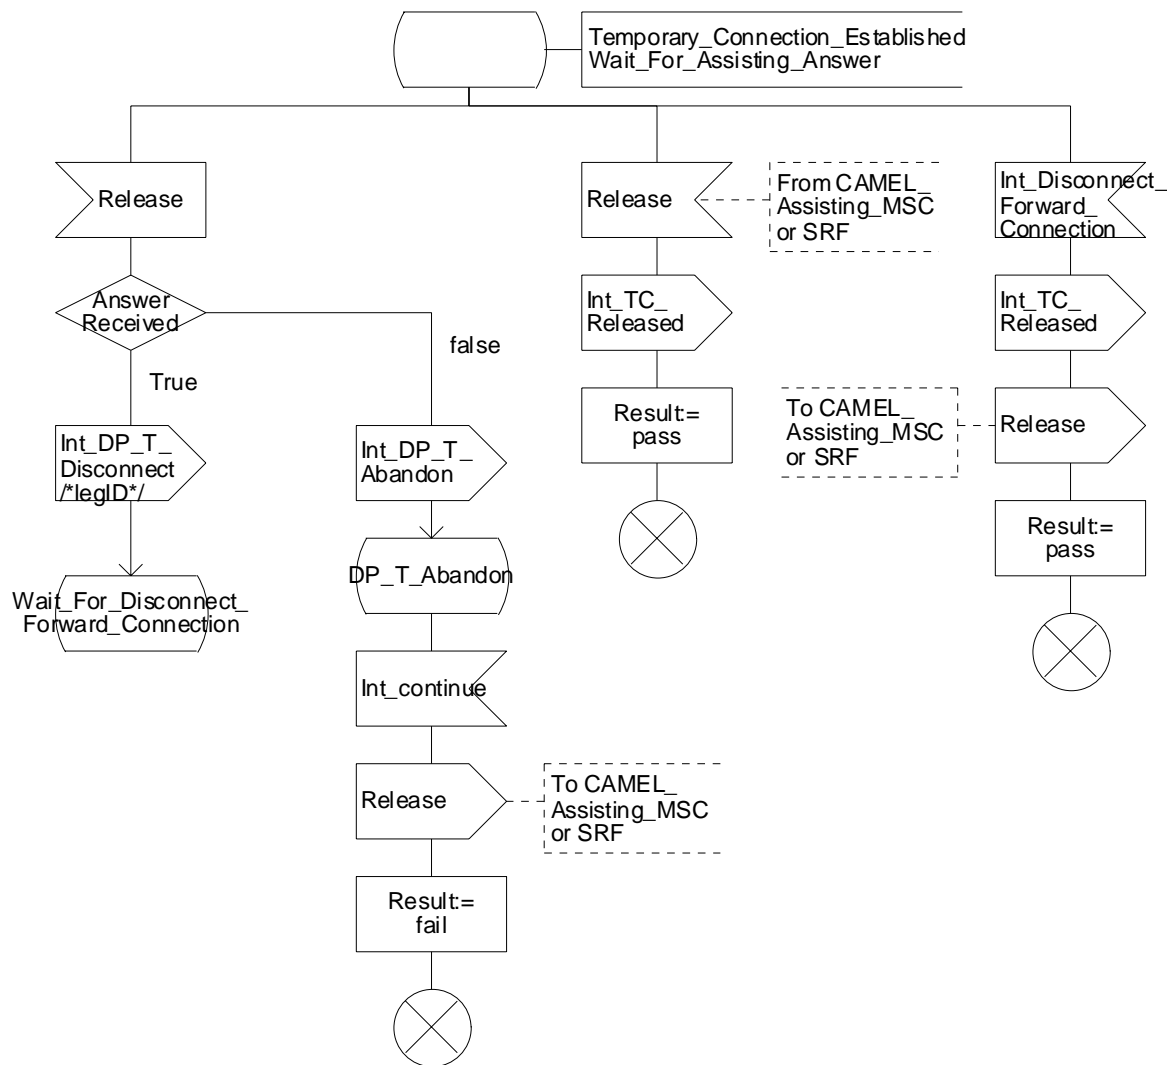 Temporary_Connection_Established
Wait_For_Assisting_Answer
Release
Release
From CAMEL_
Assisting_MSC
or SRF
Int_Disconnect_
Forward_
Connection
Answer
Received
false
True
Int_TC_
Released
Int_TC_
Released
Int_DP_T_
Disconnect
/*legID*/
Int_DP_T_
Abandon
Result:=
pass
To CAMEL_
Assisting_MSC
or SRF
Release
DP_T_Abandon
Result:=
pass
Wait_For_Disconnect_
Forward_Connection
Int_continue
Release
To CAMEL_
Assisting_MSC
or SRF
Result:=
fail